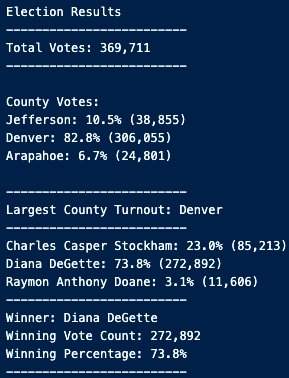 Election Results
-------------------------
Total Votes: 369,711
-------------------------
County Votes:
Jefferson: 10.5% (38,855)
Denver: 82.8% (306,055)
Arapahoe: 6.7% (24,801)
-------------------------
Largest County Turnout: Denver
-------------------------
Charles Casper Stockham: 23.0% (85,213)
Diana DeGette: 73.8% (272,892)
Raymon Anthony Doane: 3.1% (11,606)
-------------------------
Winner: Diana DeGette
Winning Vote Count: 272,892
Winning Percentage: 73.8%
-------------------------